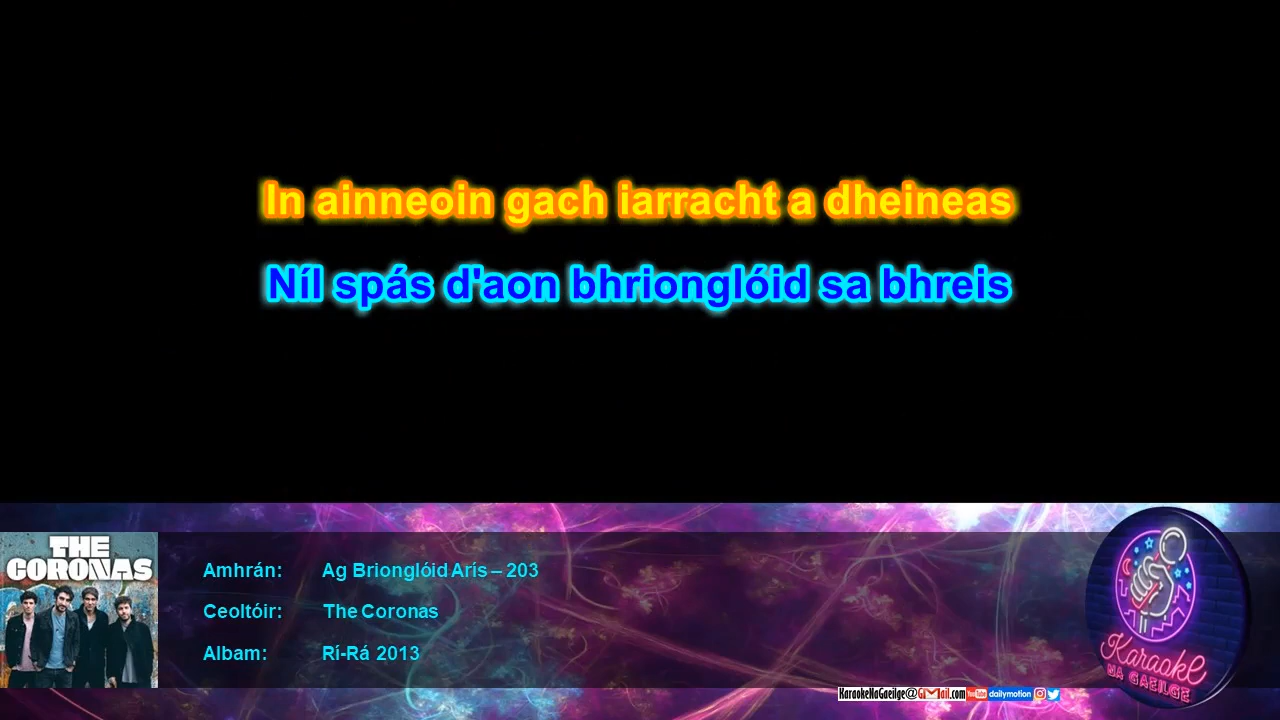 In ainneoin gach iarracht a dheineas
Níl spás d'aon bhrionglóid sa bhreis
THE CORONAS
Amhrán: Ag Brionglóid Arís – 203
Ceoltóir: The Coronas
Albam: Rí-Rá 2013
Karaoke
NA GAEILGE
KaraokeNaGaeilge@GMail.com YouTube dailymotion